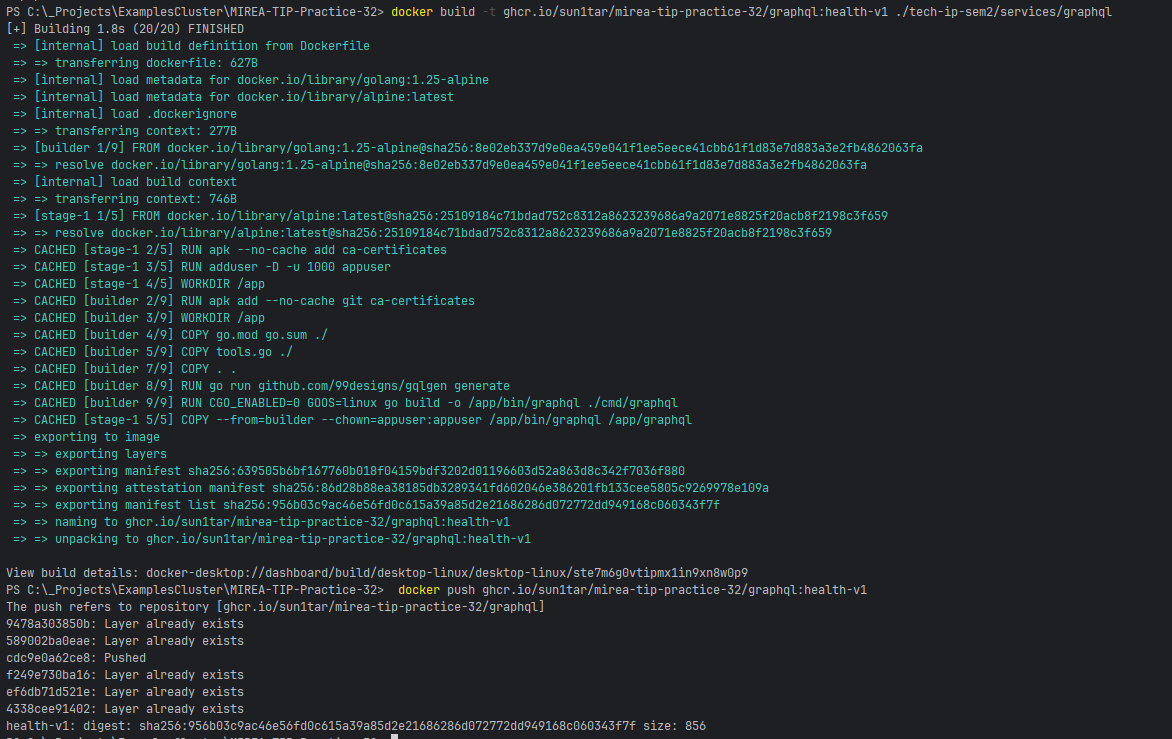 PS C:\_Projects\ExamplesCluster\MIREA-TIP-Practice-32> docker build -t ghcr.io/sun1tar/mirea-tip-practice-32/graphql:health-v1 ./tech-ip-sem2/services/graphql
[+] Building 1.8s (20/20) FINISHED
=> [internal] load build definition from Dockerfile
=> => transferring dockerfile: 627B
=> [internal] load metadata for docker.io/library/golang:1.25-alpine
=> [internal] load metadata for docker.io/library/alpine:latest
=> [internal] load .dockerignore
=> => transferring context: 277B
=> [builder 1/9] FROM docker.io/library/golang:1.25-alpine@sha256:8e02eb337d9e0ea459e041f1ee5eece41cbb61f1d83e7d883a3e2fb4862063fa
=> => resolve docker.io/library/golang:1.25-alpine@sha256:8e02eb337d9e0ea459e041f1ee5eece41cbb61f1d83e7d883a3e2fb4862063fa
=> [internal] load build context
=> => transferring context: 746B
=> [stage-1 1/5] FROM docker.io/library/alpine:latest@sha256:25109184c71bdad752c8312a8623239686a9a2071e8825f20acb8f2198c3f659
=> => resolve docker.io/library/alpine:latest@sha256:25109184c71bdad752c8312a8623239686a9a2071e8825f20acb8f2198c3f659
=> CACHED [stage-1 2/5] RUN apk --no-cache add ca-certificates
=> CACHED [stage-1 3/5] RUN adduser -D -u 1000 appuser
=> CACHED [stage-1 4/5] WORKDIR /app
=> CACHED [builder 2/9] RUN apk add --no-cache git ca-certificates
=> CACHED [builder 3/9] WORKDIR /app
=> CACHED [builder 4/9] COPY go.mod go.sum ./
=> CACHED [builder 5/9] COPY tools.go ./
=> CACHED [builder 7/9] COPY . .
=> CACHED [builder 8/9] RUN go run github.com/99designs/gqlgen generate
=> CACHED [builder 9/9] RUN CGO_ENABLED=0 GOOS=linux go build -o /app/bin/graphql ./cmd/graphql
=> CACHED [stage-1 5/5] COPY --from=builder --chown=appuser:appuser /app/bin/graphql /app/graphql
=> exporting to image
=> => exporting layers
=> => exporting manifest sha256:639505b6bf167760b018f04159bdf3202d01196603d52a863d8c342f7036f880
=> => exporting attestation manifest sha256:86d28b88ea38185db3289341fd602046e386201fb133cee5805c9269978e109a
=> => exporting manifest list sha256:956b03c9ac46e56fd0c615a39a85d2e21686286d072772dd949168c060343f7f
=> => naming to ghcr.io/sun1tar/mirea-tip-practice-32/graphql:health-v1
=> => unpacking to ghcr.io/sun1tar/mirea-tip-practice-32/graphql:health-v1
View build details: docker-desktop://dashboard/build/desktop-linux/desktop-linux/ste7m6g0vtipmx1in9xn8w0p9
PS C:\_Projects\ExamplesCluster\MIREA-TIP-Practice-32> docker push ghcr.io/sun1tar/mirea-tip-practice-32/graphql:health-v1
The push refers to repository [ghcr.io/sun1tar/mirea-tip-practice-32/graphql]
9478a303850b: Layer already exists
589002ba0eae: Layer already exists
cdc9e0a62ce8: Pushed
f249e730ba16: Layer already exists
ef6db71d521e: Layer already exists
4338cee91402: Layer already exists
health-v1: digest: sha256:956b03c9ac46e56fd0c615a39a85d2e21686286d072772dd949168c060343f7f size: 856